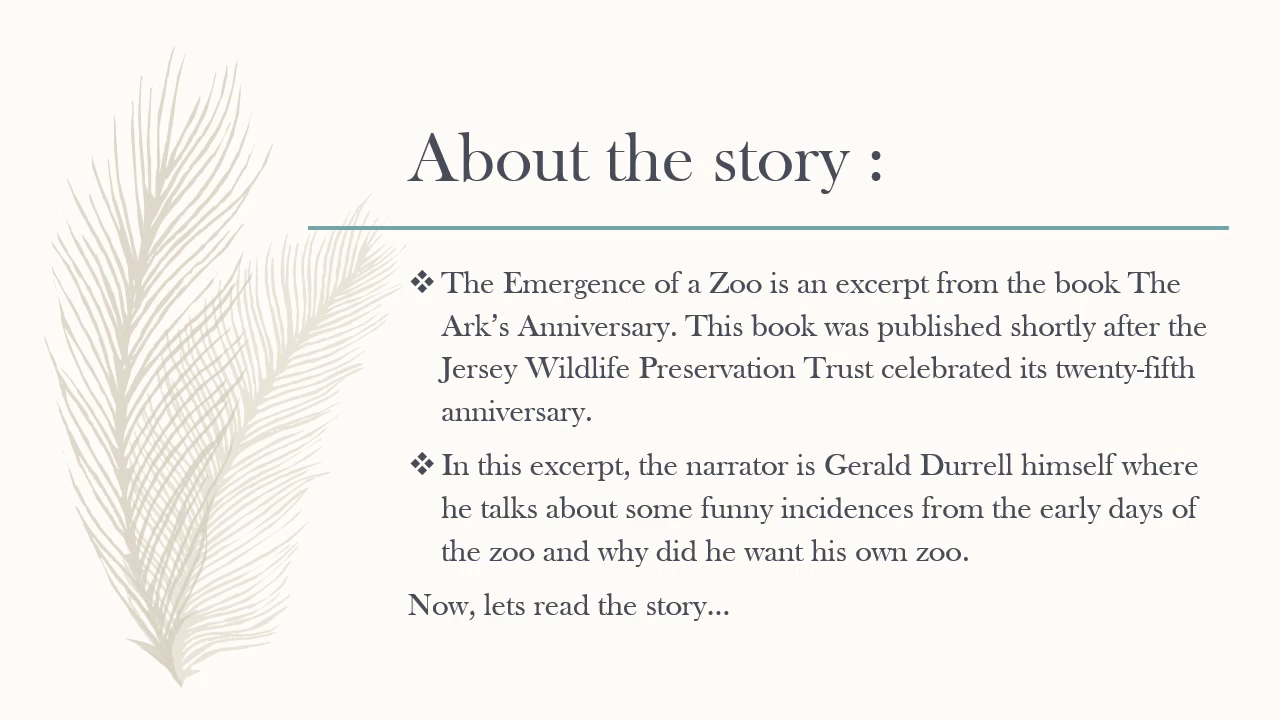 About the story :
❖ The Emergence of a Zoo is an excerpt from the book The
Ark’s Anniversary. This book was published shortly after the
Jersey Wildlife Preservation Trust celebrated its twenty-fifth
anniversary.
❖ In this excerpt, the narrator is Gerald Durrell himself where
he talks about some funny incidences from the early days of
the zoo and why did he want his own zoo.
Now, lets read the story...